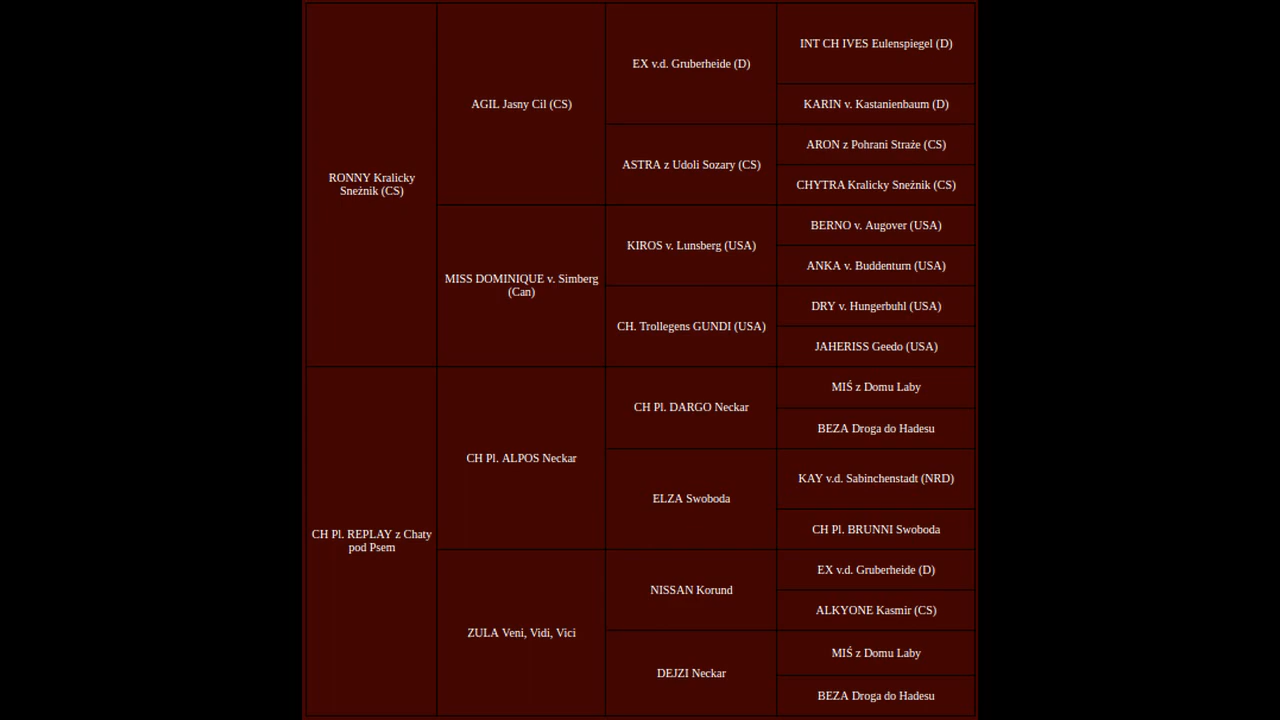 RONNY Kralicky
Sneżnik (CS)
AGIL Jasny Cil (CS)
EX v.d. Gruberheide (D)
INT CH IVES Eulenspiegel (D)
KARIN v. Kastanienbaum (D)
ASTRA z Udoli Sozary (CS)
ARON z Pohrani Straże (CS)
CHYTRA Kralicky Sneżnik (CS)
MISS DOMINIQUE v. Simberg
(Can)
KIROS v. Lunsberg (USA)
BERNO v. Augover (USA)
ANKA v. Buddenturn (USA)
CH. Trollegens GUNDI (USA)
DRY v. Hungerbuhl (USA)
JAHERISS Geedo (USA)
CH Pl. REPLAY z Chaty
pod Psem
CH Pl. ALPOS Neckar
CH Pl. DARGO Neckar
MIŚ z Domu Laby
BEZA Droga do Hadesu
ELZA Swoboda
KAY v.d. Sabinchenstadt (NRD)
CH Pl. BRUNNI Swoboda
ZULA Veni, Vidi, Vici
NISSAN Korund
EX v.d. Gruberheide (D)
ALKYONE Kasmir (CS)
DEJZI Neckar
MIŚ z Domu Laby
BEZA Droga do Hadesu